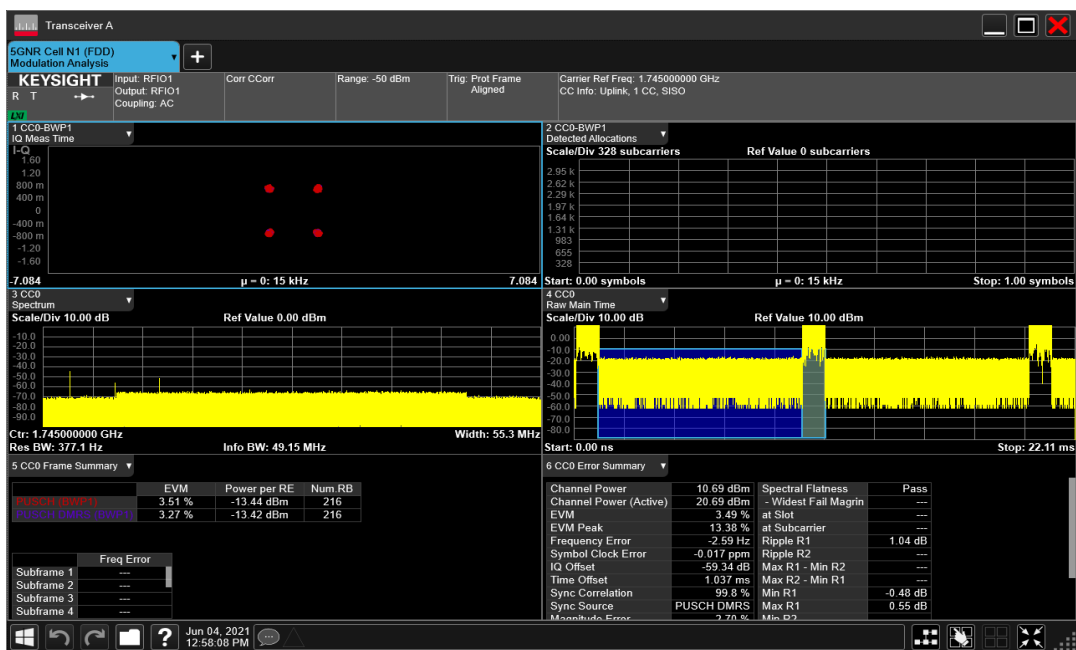 Transceiver A
5GNR Cell N1 (FDD)
Modulation Analysis
+
KEYSIGHT
R T
LXI
Input: RFIO1
Output: RFIO1
Coupling: AC
Corr CCorr
Range: -50 dBm
Trig: Prot Frame
Aligned
Carrier Ref Freq: 1.745000000 GHz
CC Info: Uplink, 1 CC, SISO
1 CC0-BWP1
IQ Meas Time
I-Q
1.60
1.20
800 m
400 m
0
-400 m
-800 m
-1.20
-1.60
-7.084 μ = 0: 15 kHz 7.084
2 CC0-BWP1
Detected Allocations
Scale/Div 328 subcarriers Ref Value 0 subcarriers
2.95 k
2.62 k
2.29 k
1.97 k
1.64 k
1.31 k
983
655
328
Start: 0.00 symbols μ = 0: 15 kHz Stop: 1.00 symbols
3 CC0
Spectrum
Scale/Div 10.00 dB Ref Value 0.00 dBm
-10.0
-20.0
-30.0
-40.0
-50.0
-60.0
-70.0
-80.0
-90.0
Ctr: 1.745000000 GHz Width: 55.3 MHz
Res BW: 377.1 Hz Info BW: 49.15 MHz
4 CC0
Raw Main Time
Scale/Div 10.00 dB Ref Value 10.00 dBm
0.00
-10.0
-20.0
-30.0
-40.0
-50.0
-60.0
-70.0
-80.0
Start: 0.00 ns Stop: 22.11 ms
5 CC0 Frame Summary
EVM Power per RE Num.RB
PUSCH (BWP1) 3.51 % -13.44 dBm 216
PUSCH DMRS (BWP1) 3.27 % -13.42 dBm 216
Freq Error
Subframe 1 ---
Subframe 2 ---
Subframe 3 ---
Subframe 4 ---
6 CC0 Error Summary
Channel Power 10.69 dBm Spectral Flatness Pass
Channel Power (Active) 20.69 dBm - Widest Fail Magrin ---
EVM 3.49 % at Slot ---
EVM Peak 13.38 % at Subcarrier ---
Frequency Error -2.59 Hz Ripple R1 1.04 dB
Symbol Clock Error -0.017 ppm Ripple R2 ---
IQ Offset -59.34 dB Max R1 - Min R2 ---
Time Offset 1.037 ms Max R2 - Min R1 ---
Sync Correlation 99.8 % Min R1 -0.48 dB
Sync Source PUSCH DMRS Max R1 0.55 dB
Magnitude Error 2.70 % Min R2 ---
?
Jun 04, 2021
12:58:08 PM